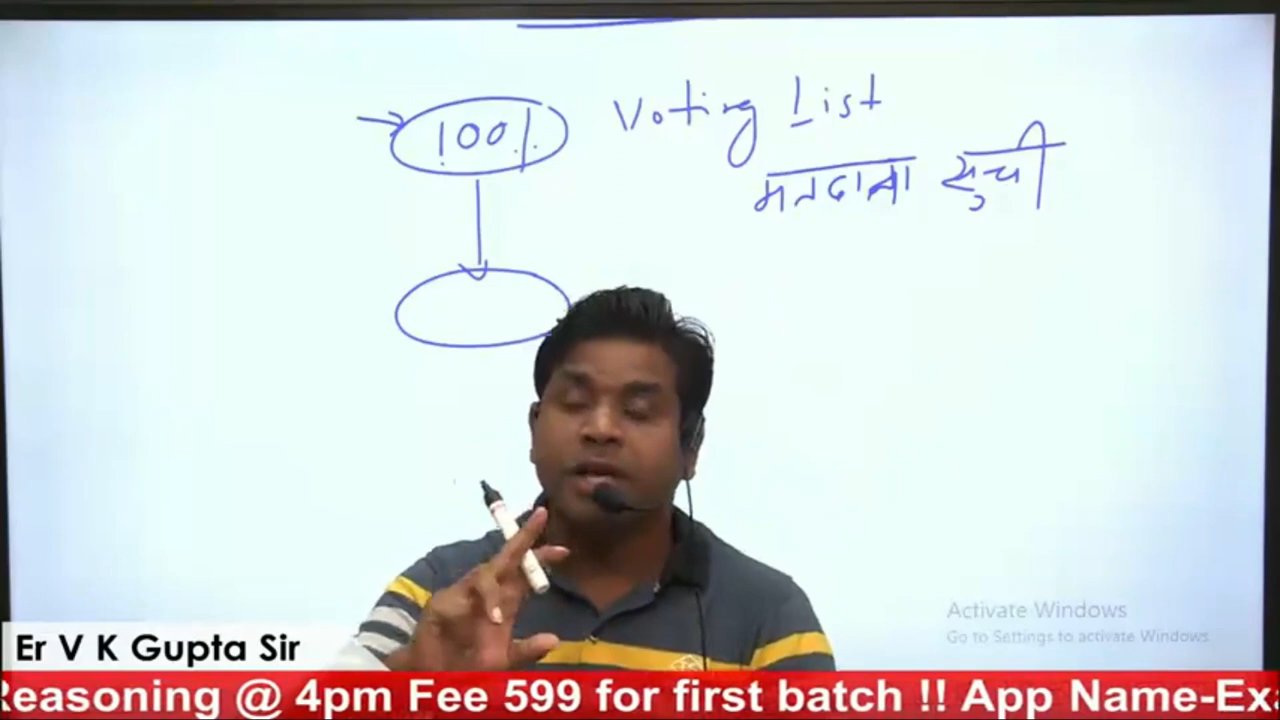 100%
Voting List
मतदाता सूची
Activate Windows
Go to Settings to activate Windows.
Er V K Gupta Sir
Reasoning @ 4pm Fee 599 for first batch !! App Name-Exa